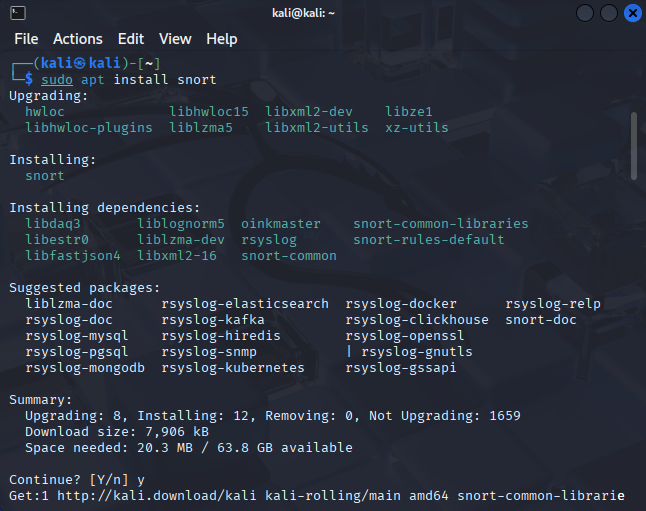 kali@kali: ~
File Actions Edit View Help
┌──(kali㉿kali)-[~]
└─$ sudo apt install snort
Upgrading:
hwloc libhwloc15 libxml2-dev libze1
libhwloc-plugins liblzma5 libxml2-utils xz-utils
Installing:
snort
Installing dependencies:
libdaq3 liblognorm5 oinkmaster snort-common-libraries
libestr0 liblzma-dev rsyslog snort-rules-default
libfastjson4 libxml2-16 snort-common
Suggested packages:
liblzma-doc rsyslog-elasticsearch rsyslog-docker rsyslog-relp
rsyslog-doc rsyslog-kafka rsyslog-clickhouse snort-doc
rsyslog-mysql rsyslog-hiredis rsyslog-openssl
rsyslog-pgsql rsyslog-snmp | rsyslog-gnutls
rsyslog-mongodb rsyslog-kubernetes rsyslog-gssapi
Summary:
Upgrading: 8, Installing: 12, Removing: 0, Not Upgrading: 1659
Download size: 7,906 kB
Space needed: 20.3 MB / 63.8 GB available
Continue? [Y/n] y
Get:1 http://kali.download/kali kali-rolling/main amd64 snort-common-librarie